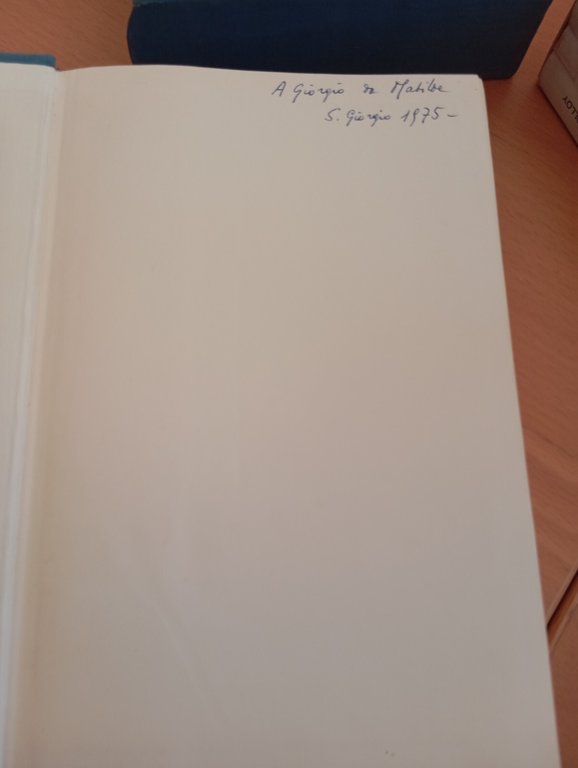 A Giorgio da Matilde
S. Giorgio 1975 -